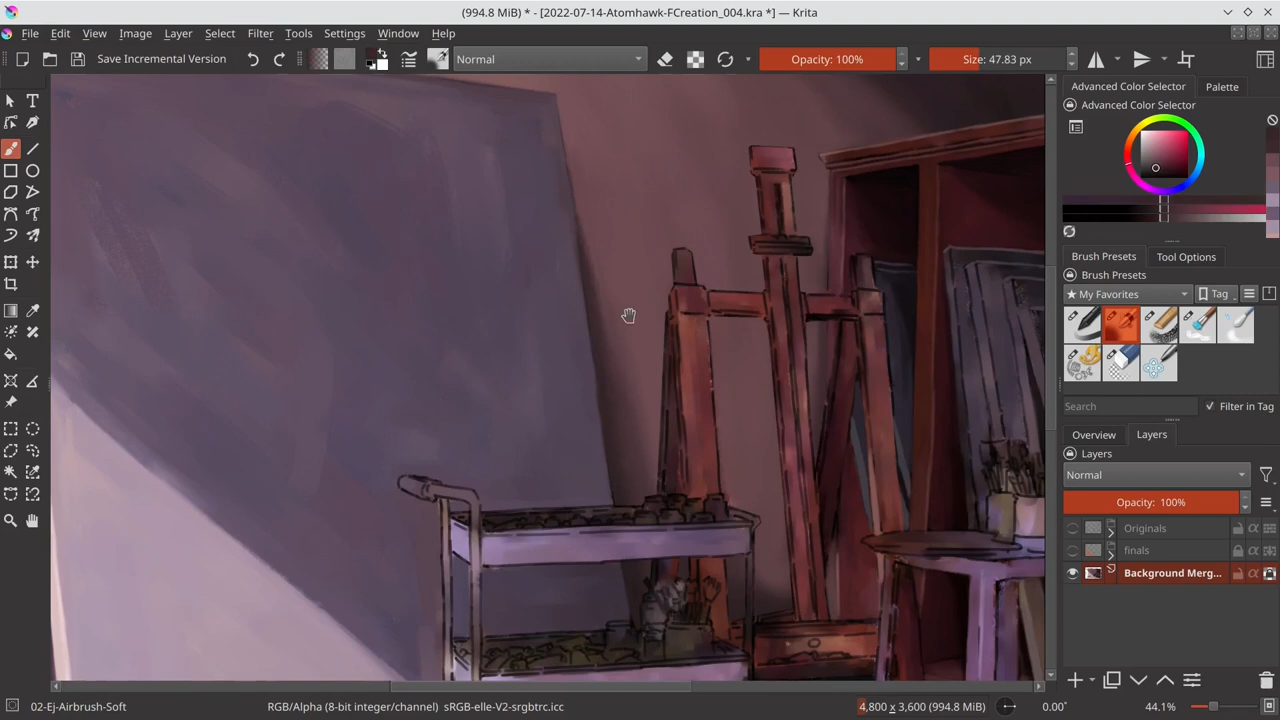 (994.8 MiB) * - [2022-07-14-Atomhawk-FCreation_004.kra *] — Krita
File Edit View Image Layer Select Filter Tools Settings Window Help
Save Incremental Version Normal Opacity: 100% Size: 47.83 px
Advanced Color Selector Palette
Advanced Color Selector
Brush Presets Tool Options
Brush Presets
★ My Favorites Tag
Search Filter in Tag
Overview Layers
Layers
Normal
Opacity: 100%
Originals
finals
Background Merg...
02-Ej-Airbrush-Soft RGB/Alpha (8-bit integer/channel) sRGB-elle-V2-srgbtrc.icc 4,800 x 3,600 (994.8 MiB) 0.00° 44.1%